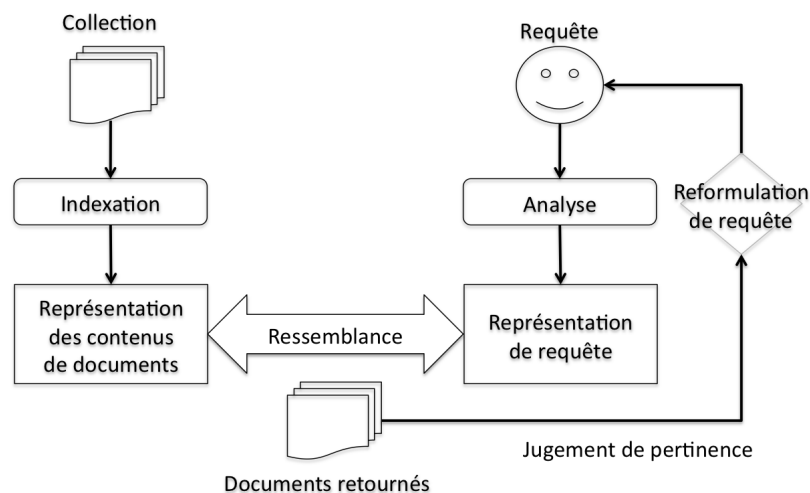 Collection
Requête
Indexation
Analyse
Reformulation
de requête
Représentation
des contenus
de documents
Ressemblance
Représentation
de requête
Jugement de pertinence
Documents retournés